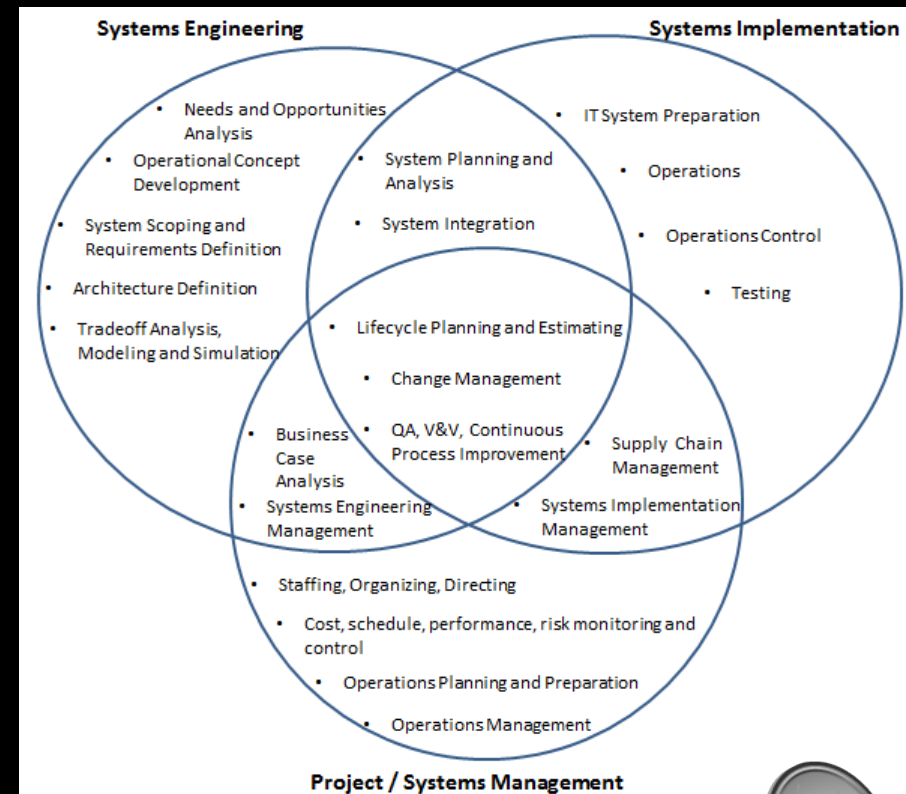 Systems Engineering
Systems Implementation
• Needs and Opportunities
Analysis
• Operational Concept
Development
• System Scoping and
Requirements Definition
• Architecture Definition
• Tradeoff Analysis,
Modeling and Simulation
• System Planning and
Analysis
• System Integration
• IT System Preparation
• Operations
• Operations Control
• Testing
• Lifecycle Planning and Estimating
• Change Management
• QA, V&V, Continuous
Process Improvement
• Business
Case
Analysis
• Systems Engineering
Management
• Supply Chain
Management
• Systems Implementation
Management
• Staffing, Organizing, Directing
• Cost, schedule, performance, risk monitoring and
control
• Operations Planning and Preparation
• Operations Management
Project / Systems Management